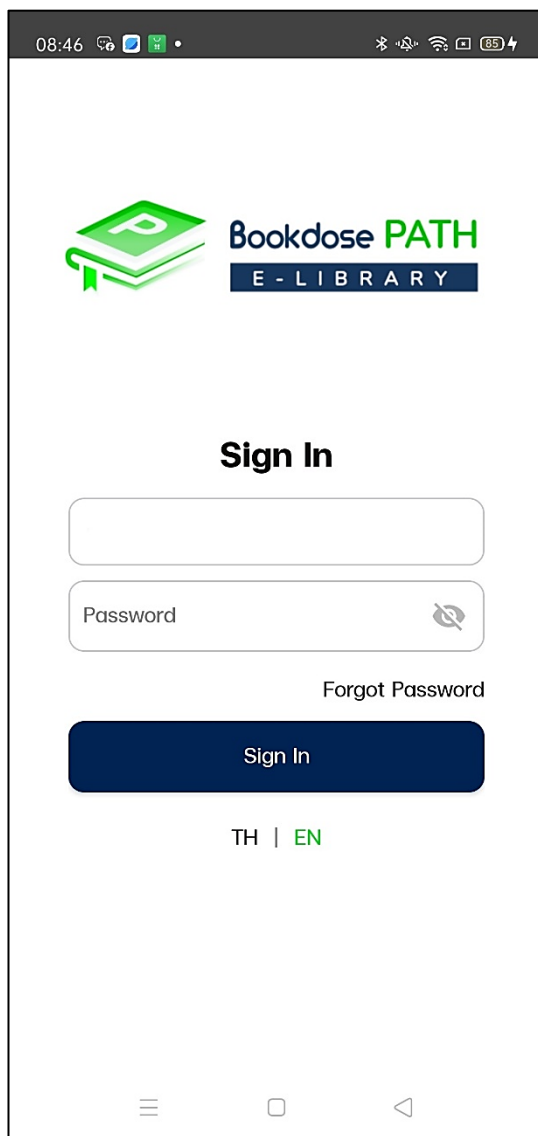 08:46
85
P
Bookdose PATH
E-LIBRARY
Sign In
Password
Forgot Password
Sign In
TH | EN